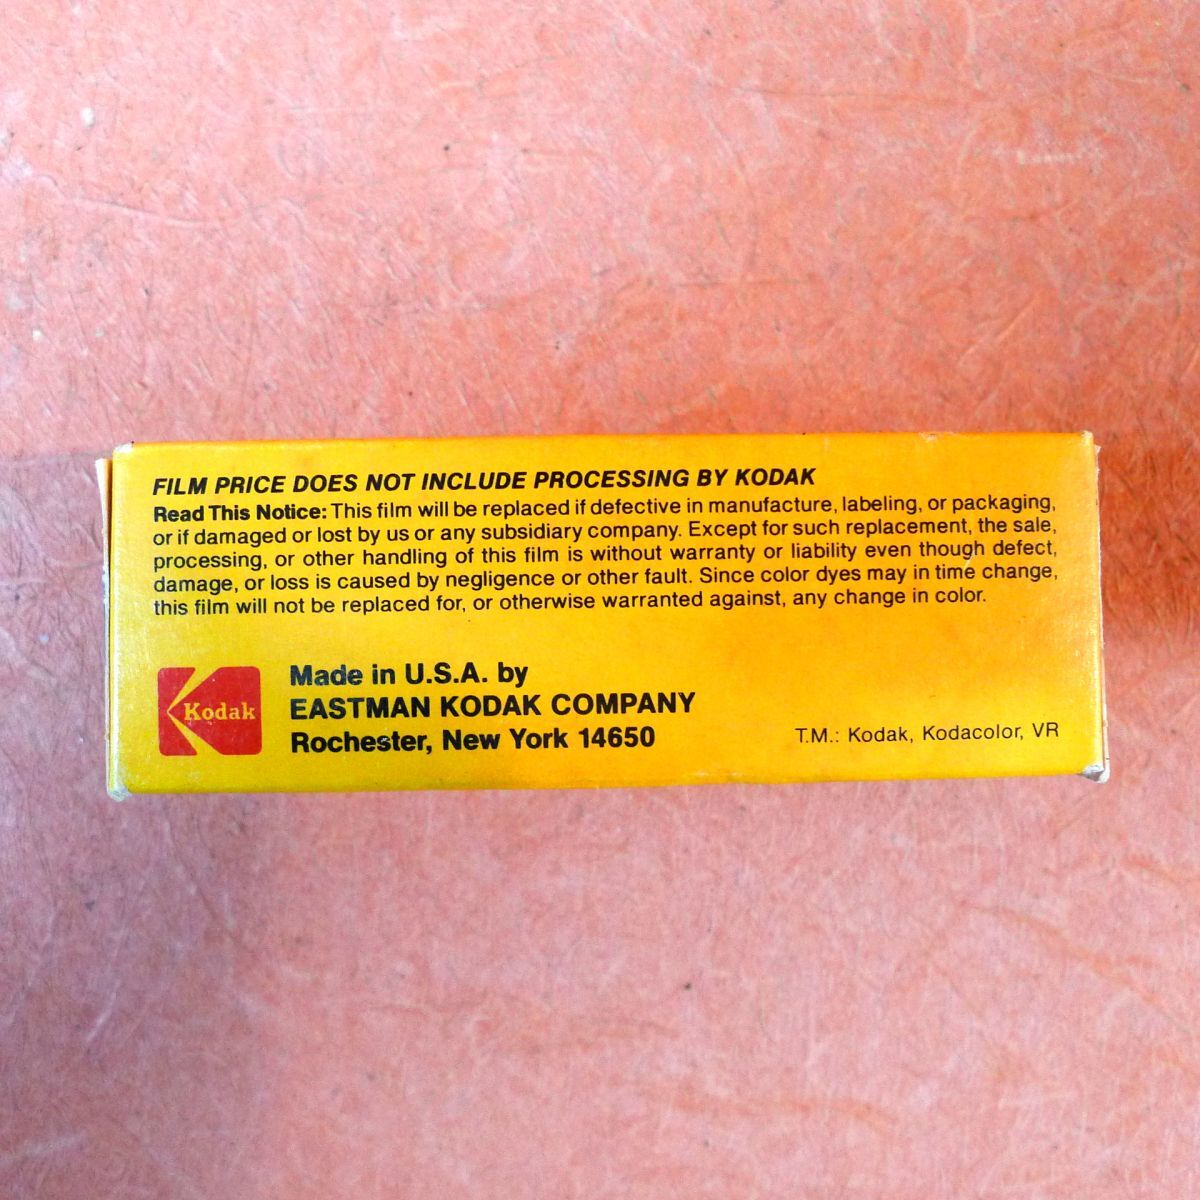 FILM PRICE DOES NOT INCLUDE PROCESSING BY KODAK
Read This Notice: This film will be replaced if defective in manufacture, labeling, or packaging,
or if damaged or lost by us or any subsidiary company. Except for such replacement, the sale,
processing, or other handling of this film is without warranty or liability even though defect,
damage, or loss is caused by negligence or other fault. Since color dyes may in time change,
this film will not be replaced for, or otherwise warranted against, any change in color.
Kodak
Made in U.S.A. by
EASTMAN KODAK COMPANY
Rochester, New York 14650
T.M.: Kodak, Kodacolor, VR